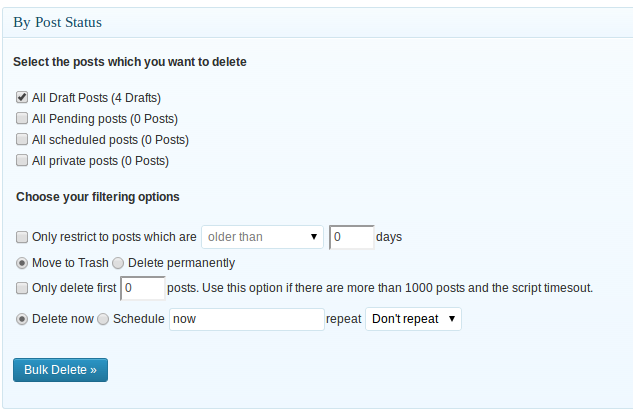 By Post Status
Select the posts which you want to delete
All Draft Posts (4 Drafts)
All Pending posts (0 Posts)
All scheduled posts (0 Posts)
All private posts (0 Posts)
Choose your filtering options
Only restrict to posts which are older than 0 days
Move to Trash Delete permanently
Only delete first 0 posts. Use this option if there are more than 1000 posts and the script timesout.
Delete now Schedule now repeat Don't repeat
Bulk Delete »